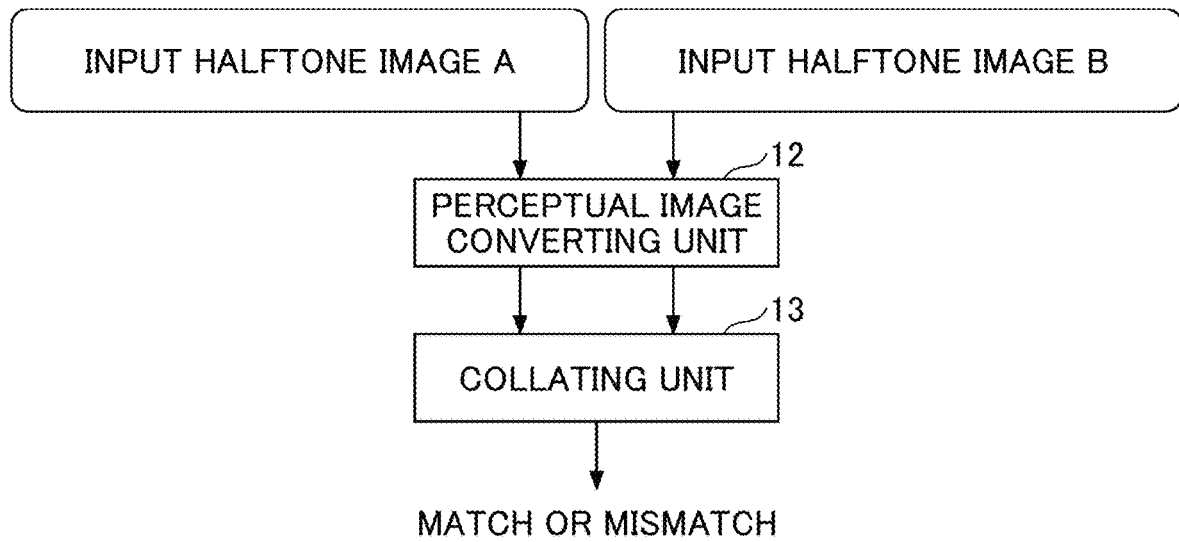 INPUT HALFTONE IMAGE A
INPUT HALFTONE IMAGE B
12
PERCEPTUAL IMAGE
CONVERTING UNIT
13
COLLATING UNIT
MATCH OR MISMATCH